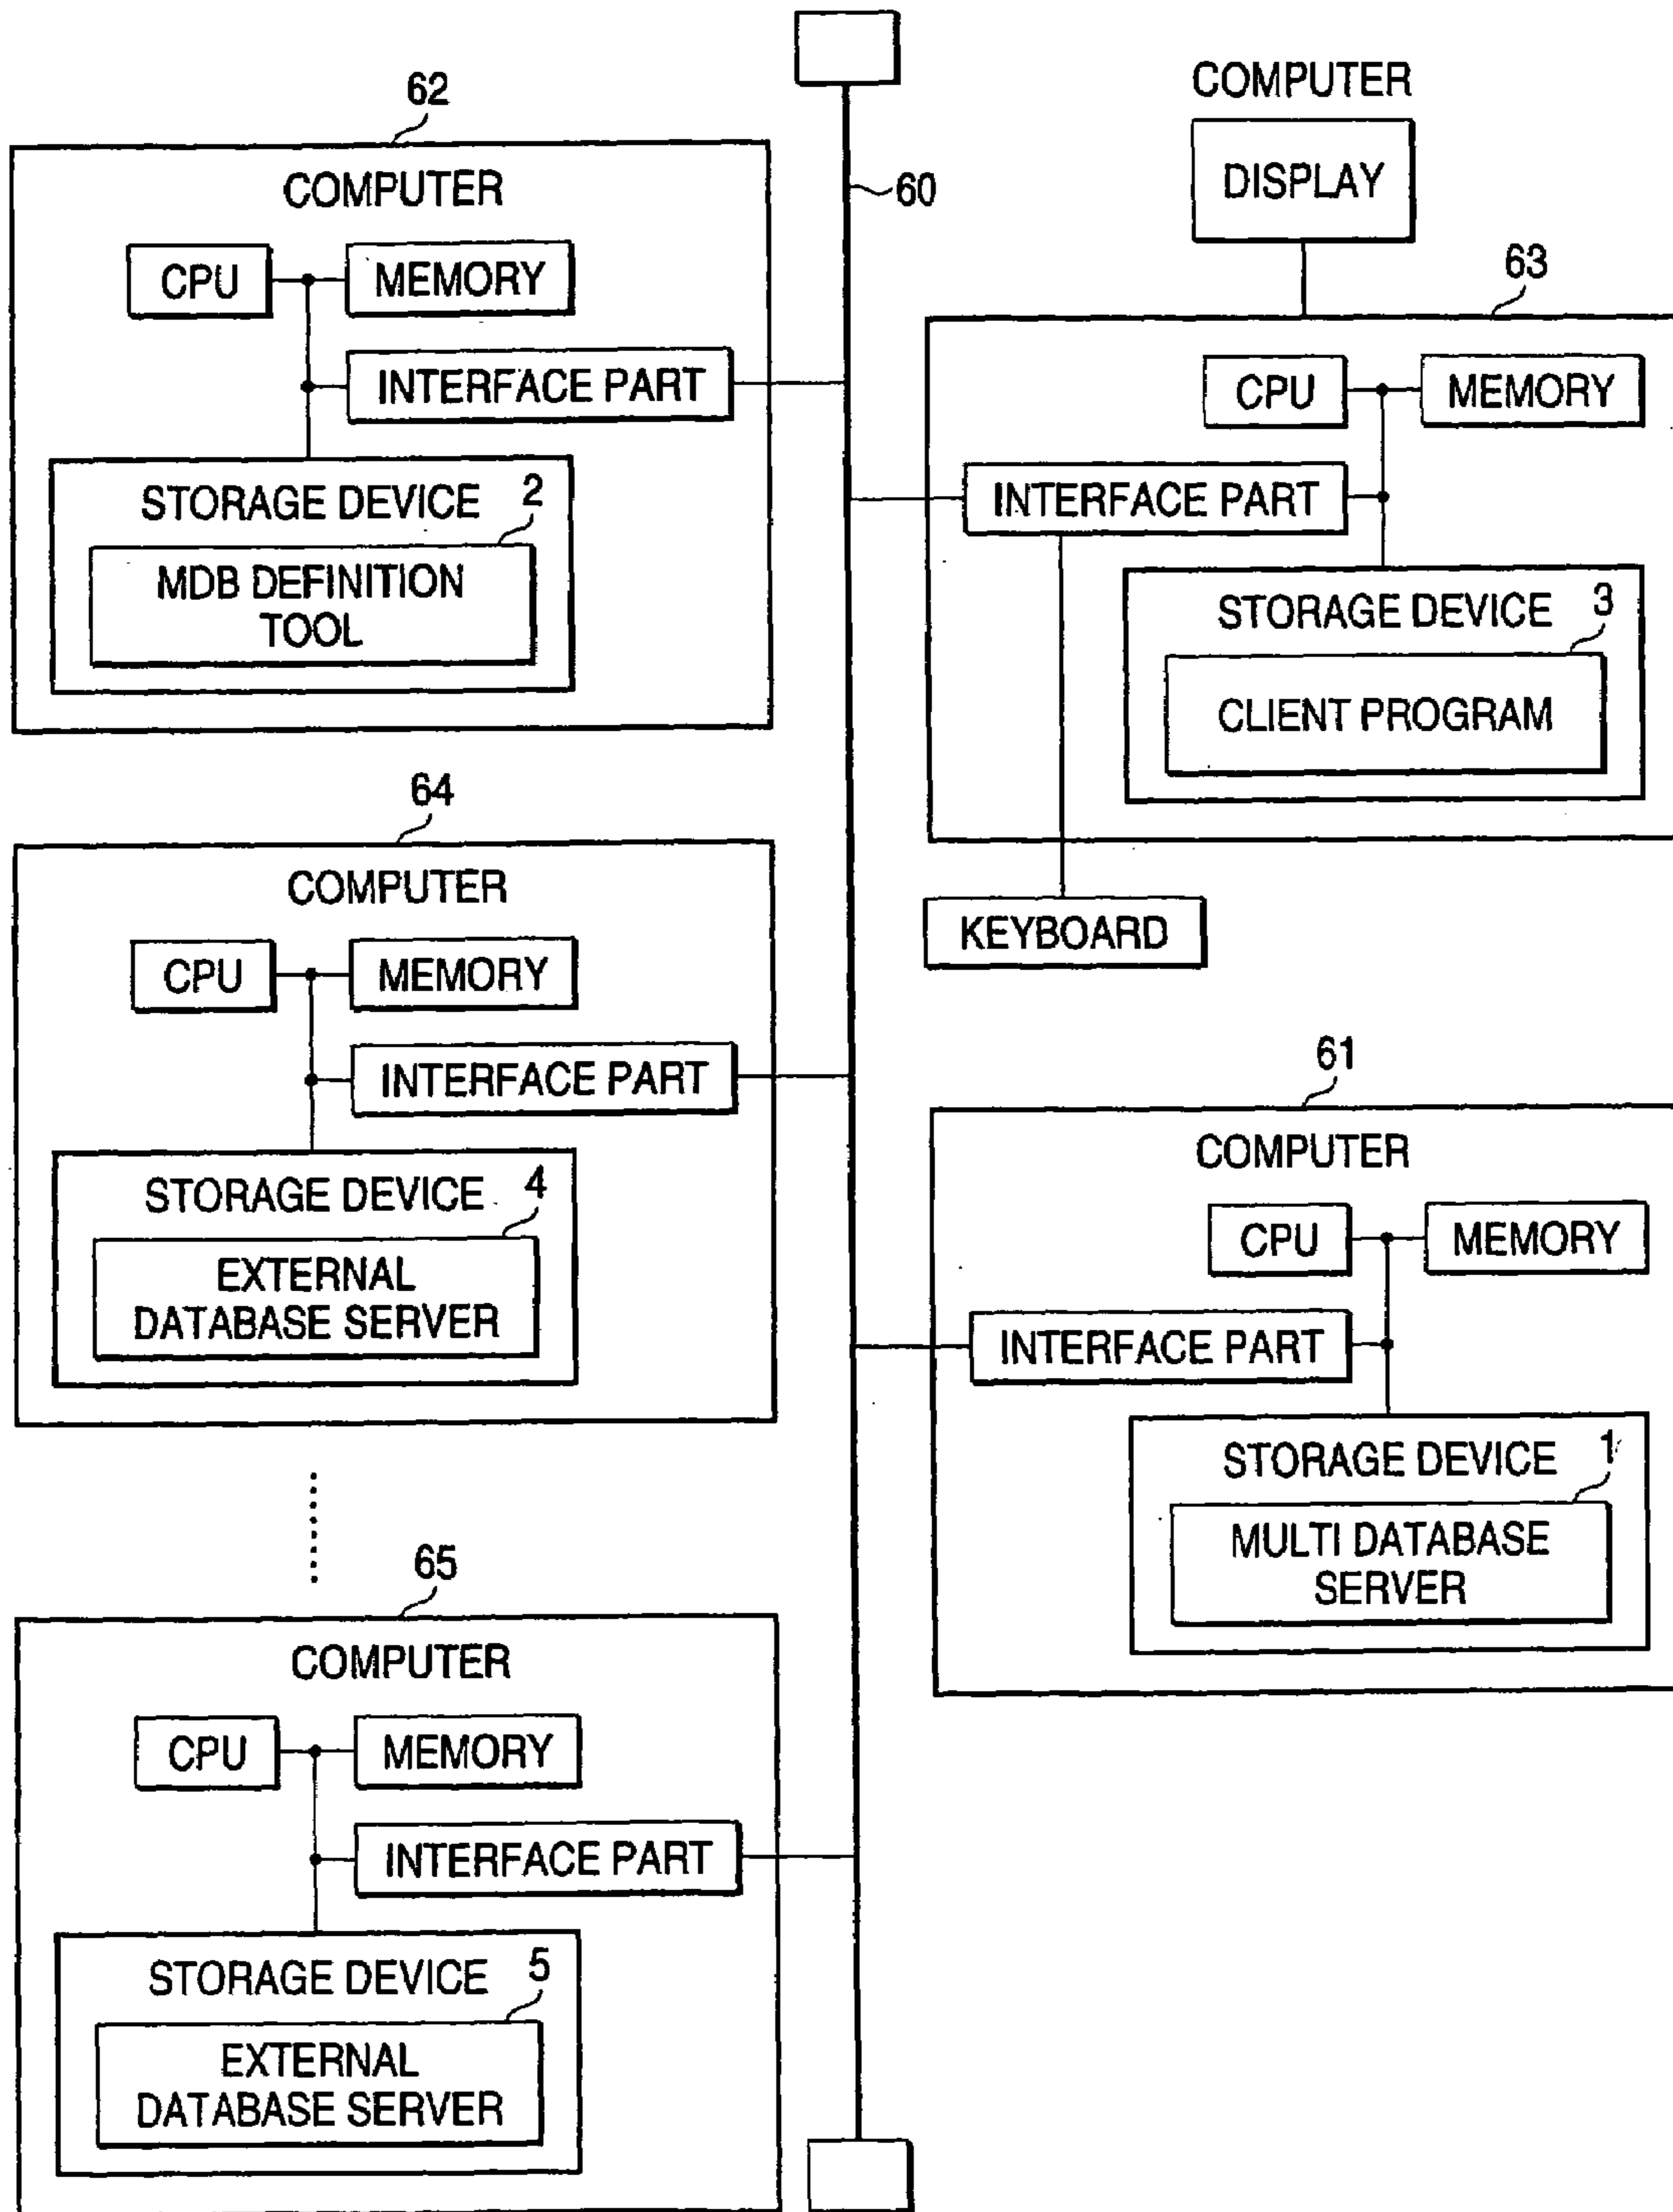 62
COMPUTER
CPU
MEMORY
INTERFACE PART
STORAGE DEVICE
2
MDB DEFINITION
TOOL
60
COMPUTER
DISPLAY
63
CPU
MEMORY
INTERFACE PART
STORAGE DEVICE
3
CLIENT PROGRAM
KEYBOARD
64
COMPUTER
CPU
MEMORY
INTERFACE PART
STORAGE DEVICE
4
EXTERNAL
DATABASE SERVER
61
COMPUTER
CPU
MEMORY
INTERFACE PART
STORAGE DEVICE
1
MULTI DATABASE
SERVER
65
COMPUTER
CPU
MEMORY
INTERFACE PART
STORAGE DEVICE
5
EXTERNAL
DATABASE SERVER